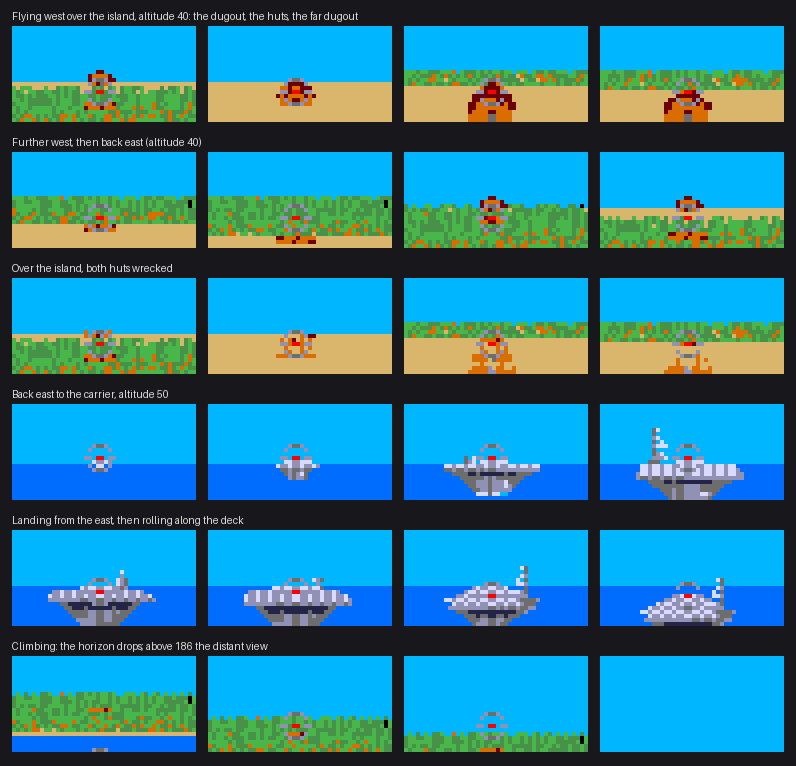 Flying west over the island, altitude 40: the dugout, the huts, the far dugout
Further west, then back east (altitude 40)
Over the island, both huts wrecked
Back east to the carrier, altitude 50
Landing from the east, then rolling along the deck
Climbing: the horizon drops; above 186 the distant view